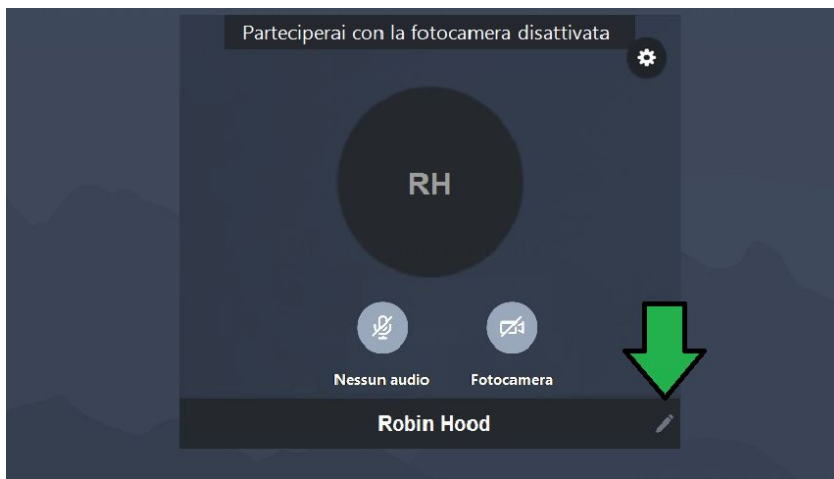 Parteciperai con la fotocamera disattivata
RH
Nessun audio Fotocamera
Robin Hood